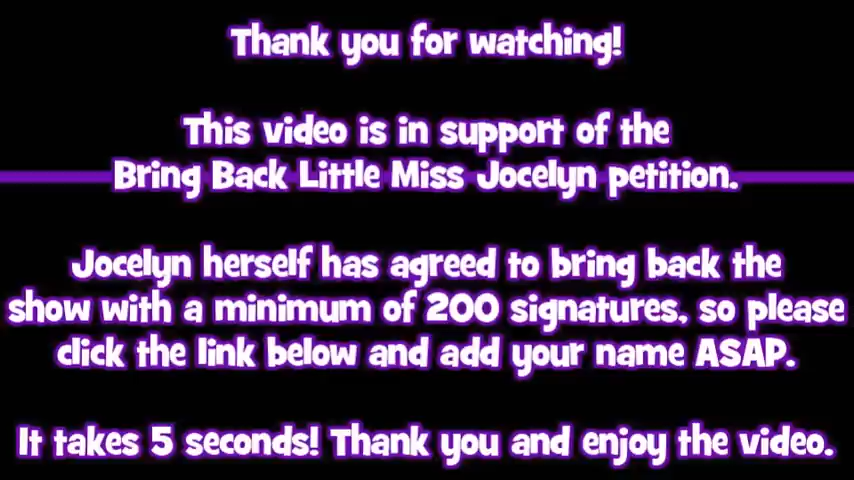 Thank you for watching!
This video is in support of the
Bring Back Little Miss Jocelyn petition.
Jocelyn herself has agreed to bring back the
show with a minimum of 200 signatures, so please
click the link below and add your name ASAP.
It takes 5 seconds! Thank you and enjoy the video.